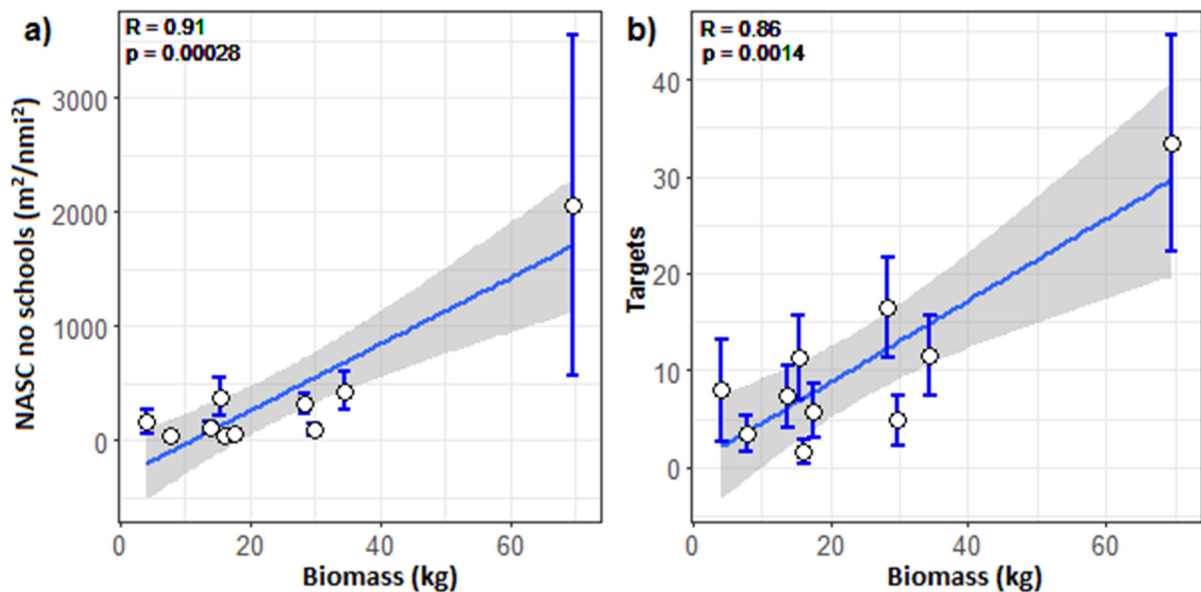 a)
R = 0.91
p = 0.00028
NASC no schools (m²/nmi²)
3000
2000
1000
0
0 20 40 60
Biomass (kg)
b)
R = 0.86
p = 0.0014
Targets
40
30
20
10
0
0 20 40 60
Biomass (kg)